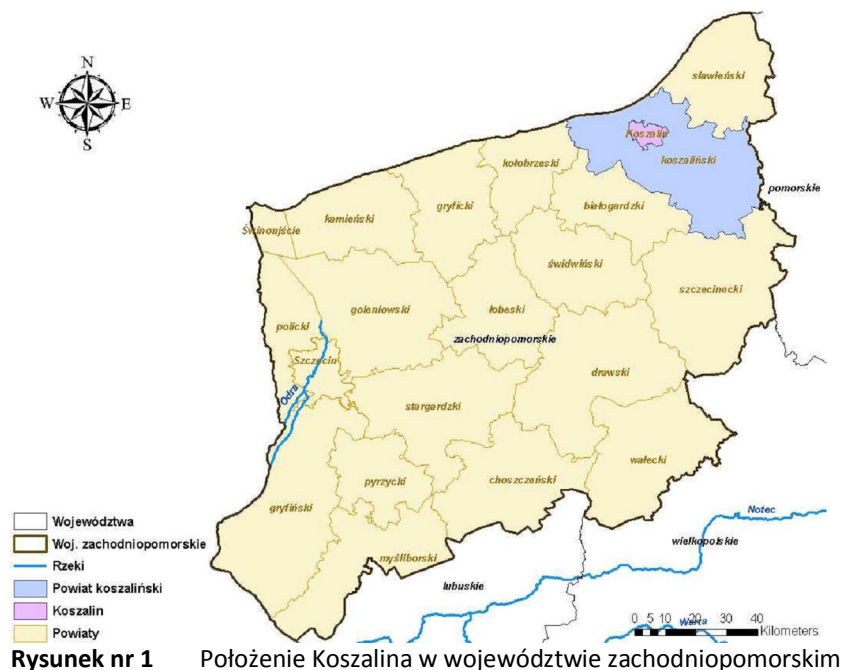 N
W E
S
sławieński
Koszalin
koszaliński
pomorskie
kołobrzeski
białogardzki
gryficki
kamieński
Świnoujście
świdwiński
szczecinecki
goleniowski
łobeski
policki
zachodniopomorskie
Szczecin
drawski
Odra
stargardzki
wałecki
choszczeński
pyrzycki
gryfiński
Noteć
wielkopolskie
myśliborski
lubuskie
Warta
Województwa
Woj. zachodniopomorskie
Rzeki
Powiat koszaliński
Koszalin
Powiaty
0 5 10 20 30 40
Kilometers
Rysunek nr 1 Położenie Koszalina w województwie zachodniopomorskim